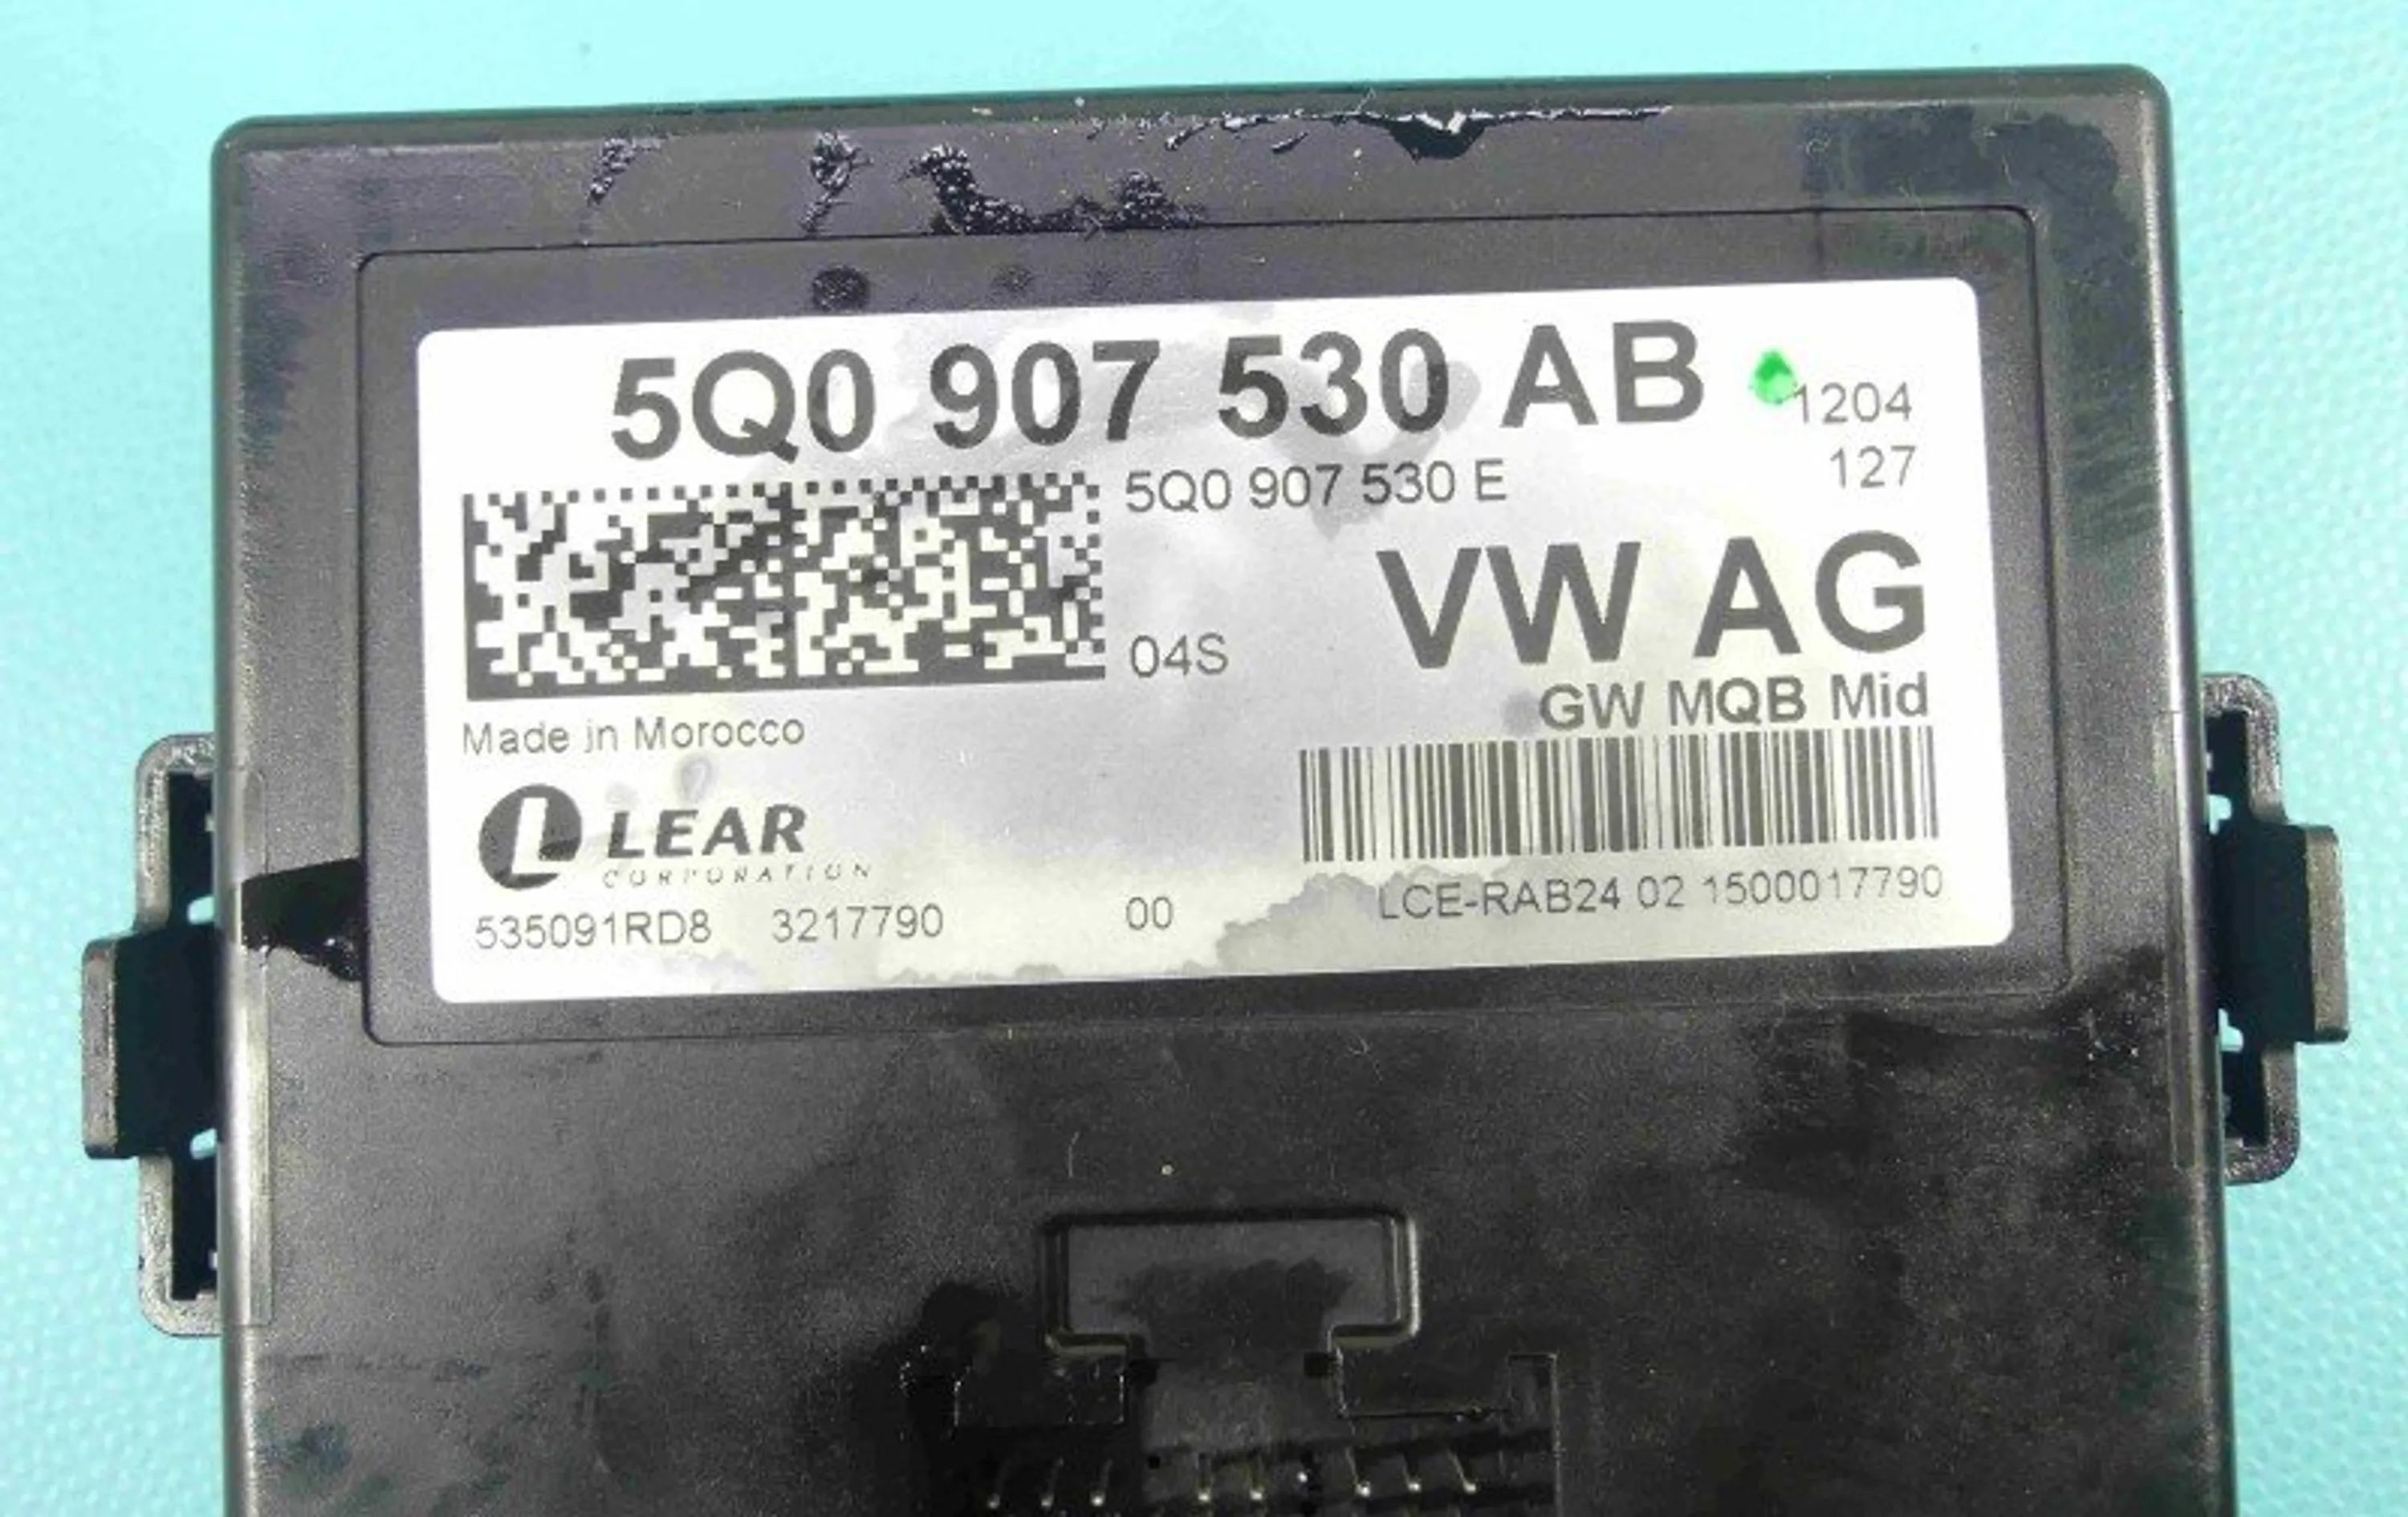 5Q0 907 530 AB
1204
5Q0 907 530 E
127
VW AG
04S
GW MQB Mid
Made in Morocco
L LEAR
CORPORATION
535091RD8 3217790 00
LCE-RAB24 02 1500017790